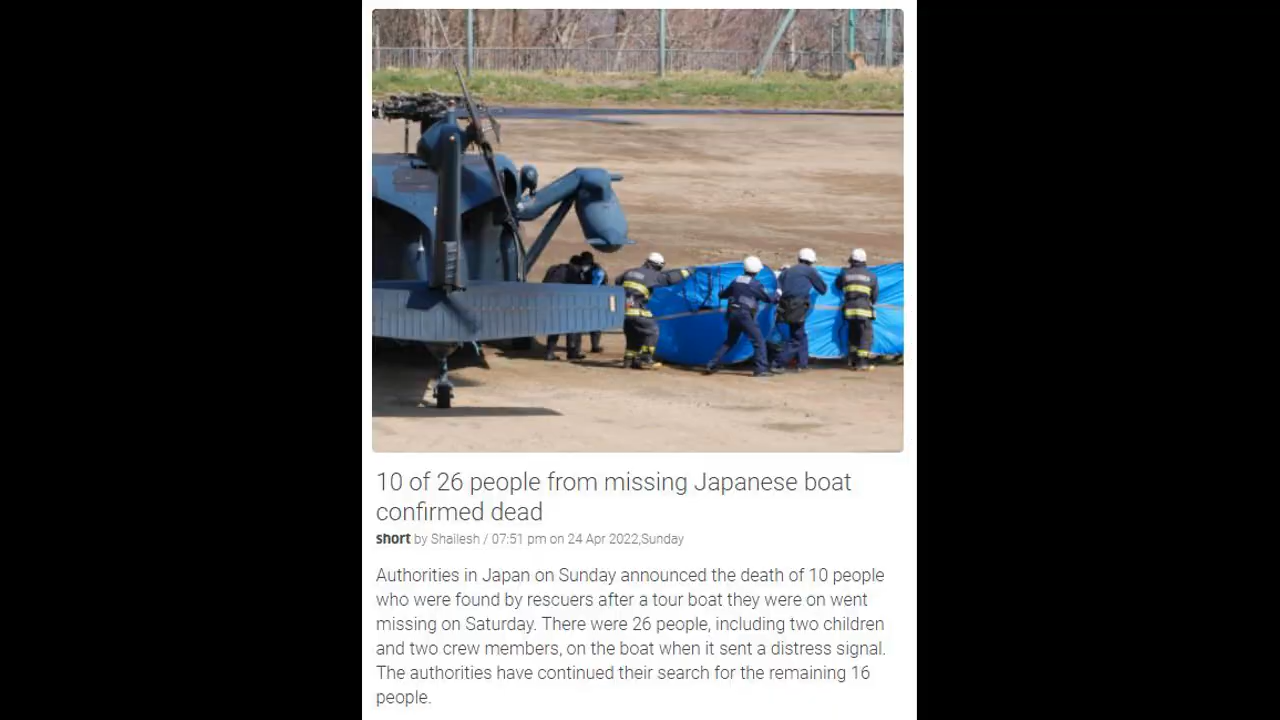 10 of 26 people from missing Japanese boat
confirmed dead
short by Shailesh / 07:51 pm on 24 Apr 2022,Sunday
Authorities in Japan on Sunday announced the death of 10 people
who were found by rescuers after a tour boat they were on went
missing on Saturday. There were 26 people, including two children
and two crew members, on the boat when it sent a distress signal.
The authorities have continued their search for the remaining 16
people.